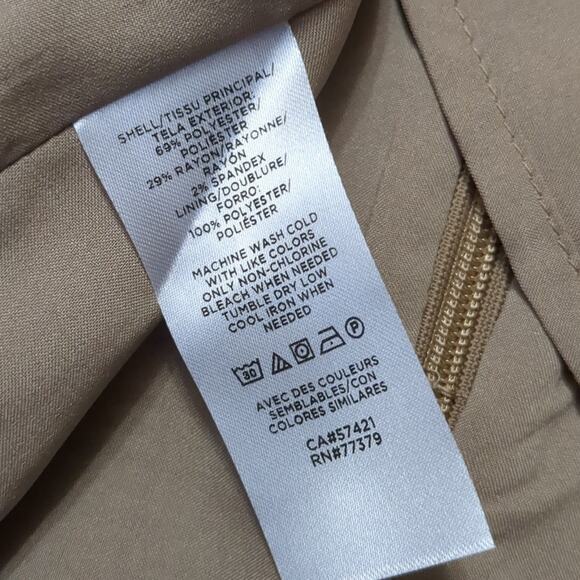 SHELL/TISSU PRINCIPAL/
TELA EXTERIOR:
69% POLYESTER/
POLIÉSTER
29% RAYON/RAYONNE/
RAYÓN
2% SPANDEX
LINING/DOUBLURE/
FORRO:
100% POLYESTER/
POLIÉSTER
MACHINE WASH COLD
WITH LIKE COLORS
ONLY NON-CHLORINE
BLEACH WHEN NEEDED
TUMBLE DRY LOW
COOL IRON WHEN
NEEDED
30 P
AVEC DES COULEURS
SEMBLABLES/CON
COLORES SIMILARES
CA#57421
RN#77379